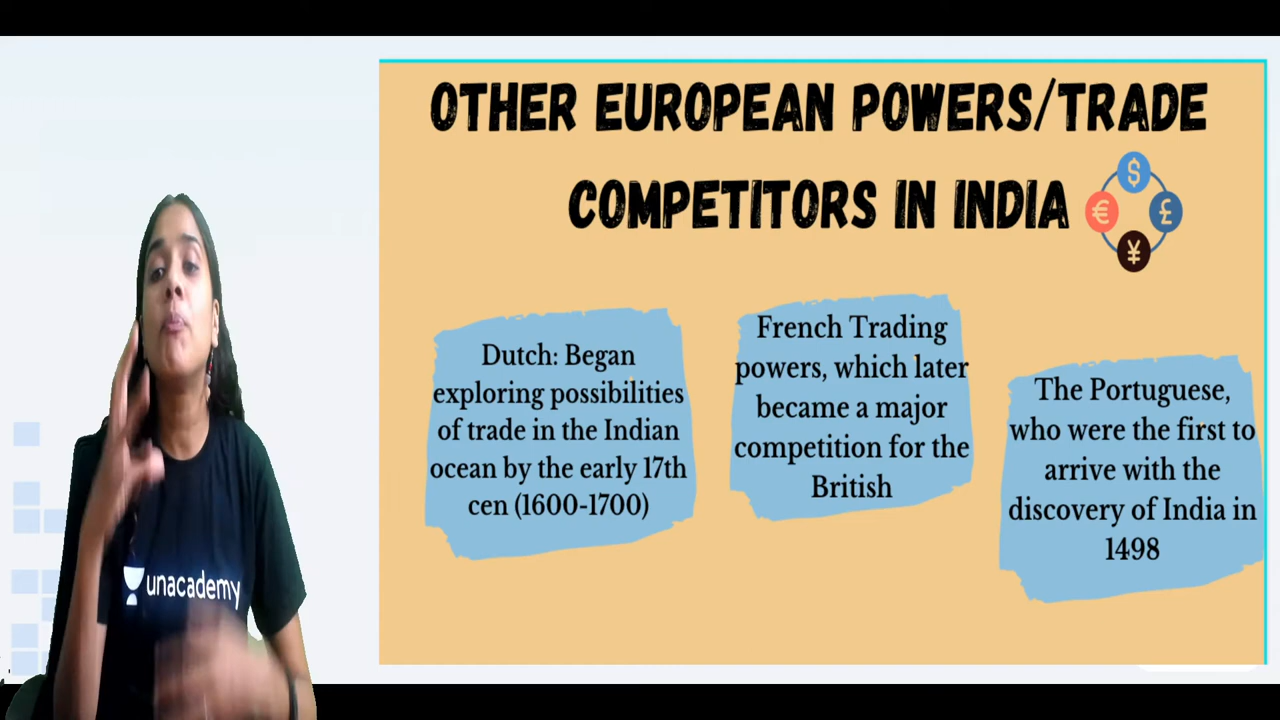 OTHER EUROPEAN POWERS/TRADE
COMPETITORS IN INDIA
$
€
£
¥
Dutch: Began
exploring possibilities
of trade in the Indian
ocean by the early 17th
cen (1600-1700)
French Trading
powers, which later
became a major
competition for the
British
The Portuguese,
who were the first to
arrive with the
discovery of India in
1498
unacademy